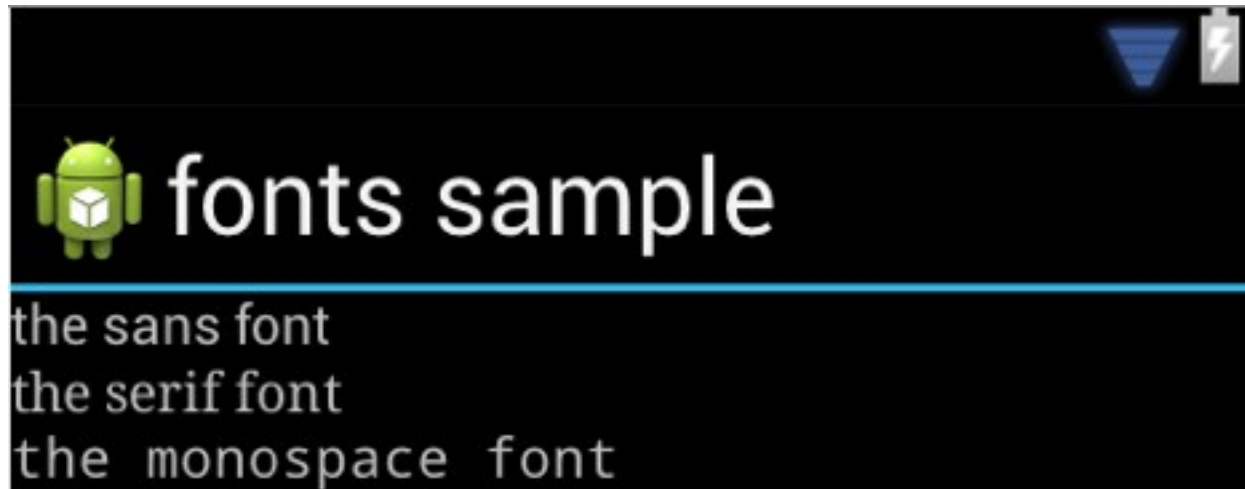 fonts sample
the sans font
the serif font
the monospace font